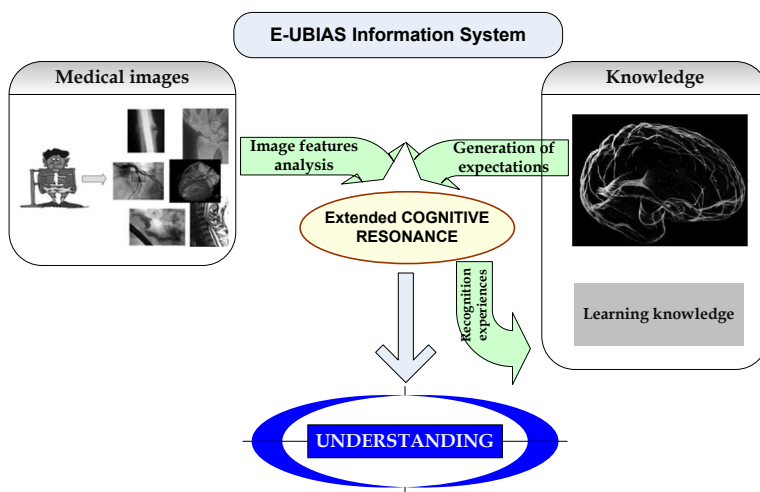 E-UBIAS Information System
Medical images
Knowledge
Image features
analysis
Generation of
expectations
Extended COGNITIVE
RESONANCE
Recognition
experiences
Learning knowledge
UNDERSTANDING